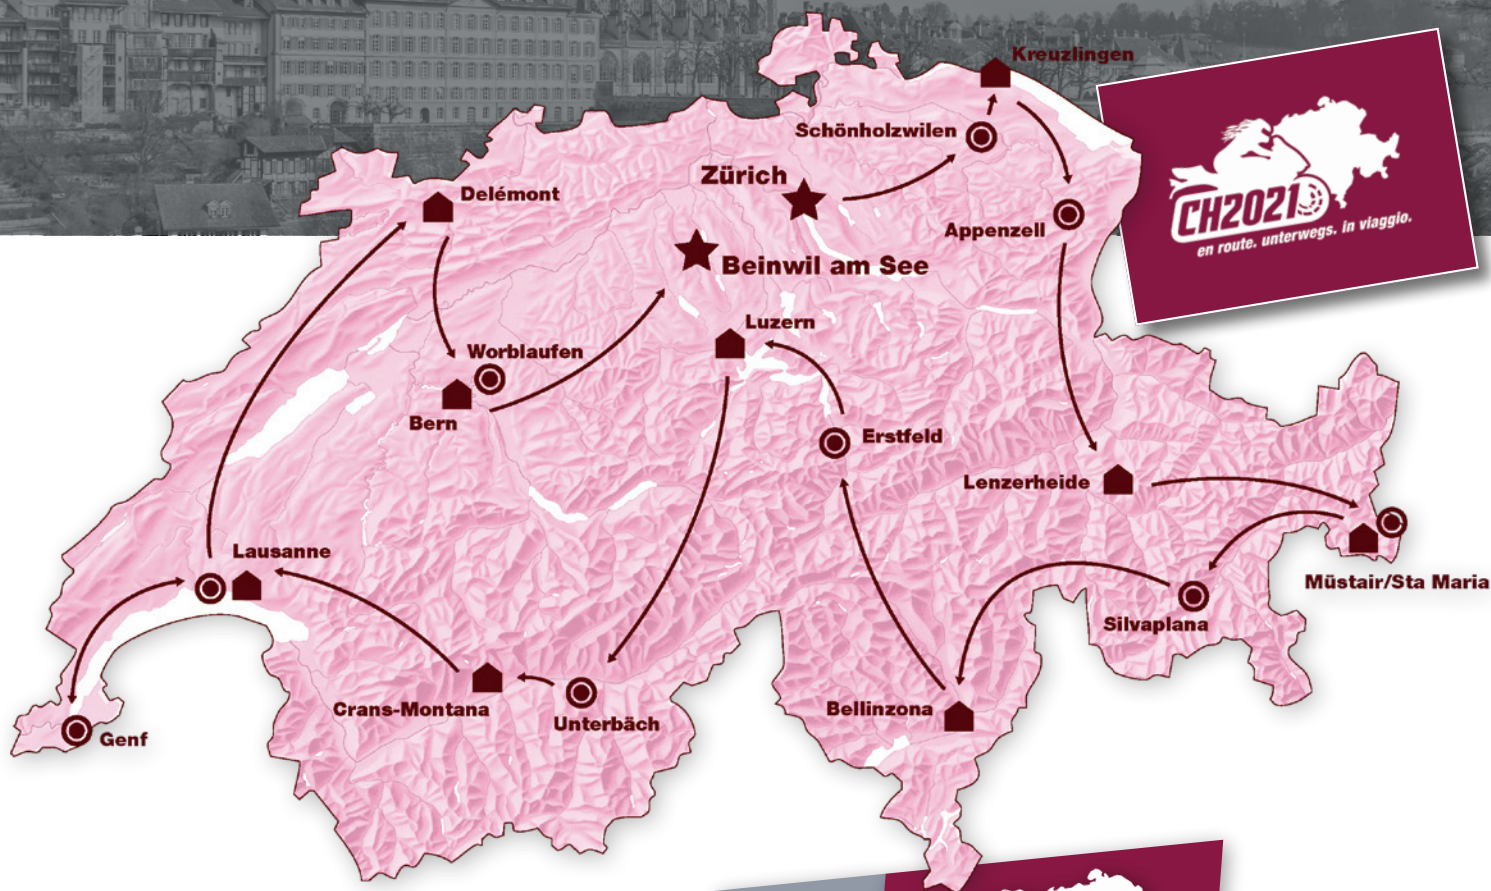 Kreuzlingen
Schönholzwilen
Zürich
Delémont
Appenzell
CH2021
en route. unterwegs. in viaggio.
Beinwil am See
Luzern
Worblaufen
Bern
Erstfeld
Lenzerheide
Lausanne
Müstair/Sta Maria
Silvaplana
Crans-Montana
Bellinzona
Unterbäch
Genf